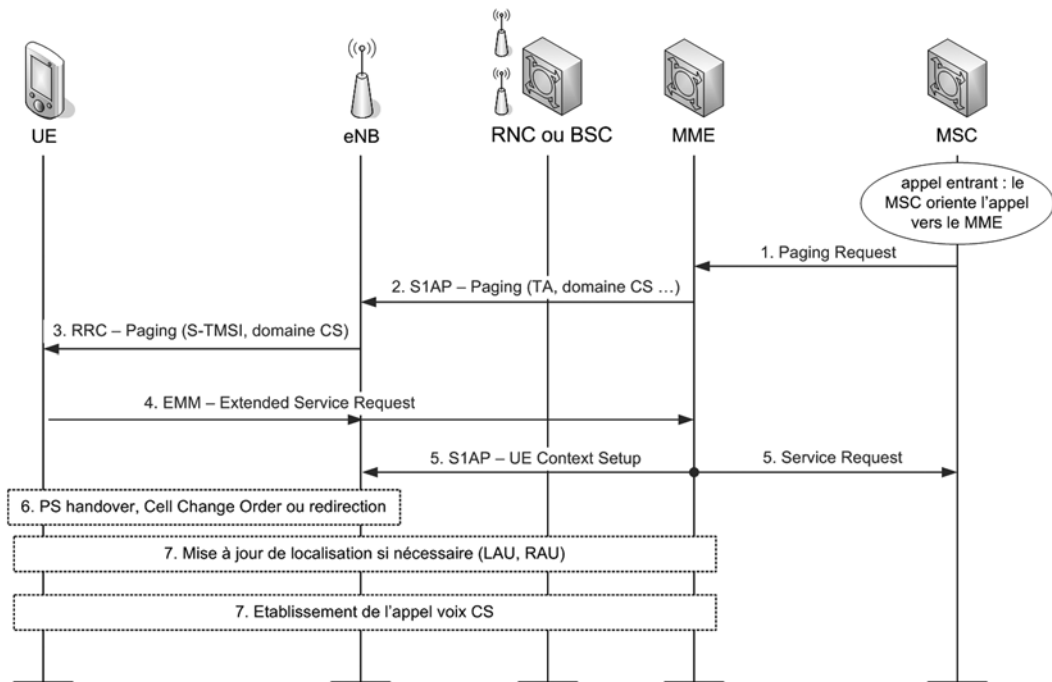 UE
eNB
RNC ou BSC
MME
MSC
appel entrant : le
MSC oriente l'appel
vers le MME
1. Paging Request
2. S1AP – Paging (TA, domaine CS ...)
3. RRC – Paging (S-TMSI, domaine CS)
4. EMM – Extended Service Request
5. S1AP – UE Context Setup
5. Service Request
6. PS handover, Cell Change Order ou redirection
7. Mise à jour de localisation si nécessaire (LAU, RAU)
7. Etablissement de l'appel voix CS